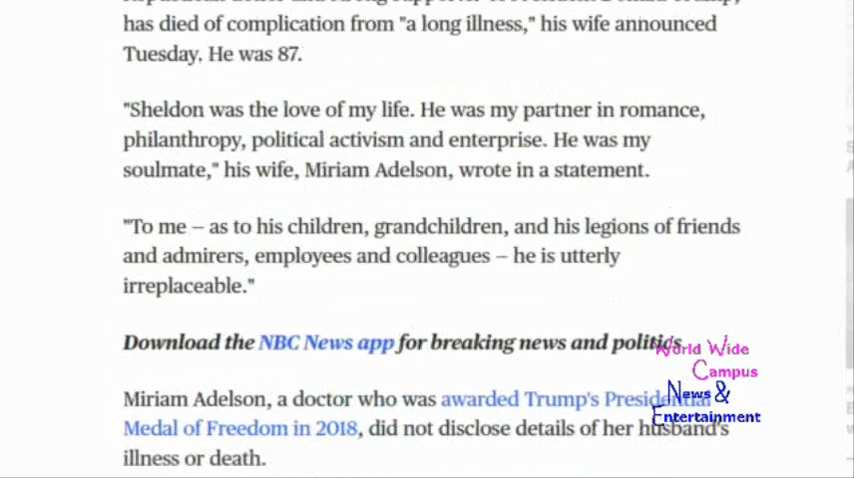 has died of complication from "a long illness," his wife announced
Tuesday. He was 87.
"Sheldon was the love of my life. He was my partner in romance,
philanthropy, political activism and enterprise. He was my
soulmate," his wife, Miriam Adelson, wrote in a statement.
"To me – as to his children, grandchildren, and his legions of friends
and admirers, employees and colleagues – he is utterly
irreplaceable."
Download the NBC News app for breaking news and politics
Miriam Adelson, a doctor who was awarded Trump's Presidential
Medal of Freedom in 2018, did not disclose details of her husband's
illness or death.
World Wide
Campus
News &
Entertainment